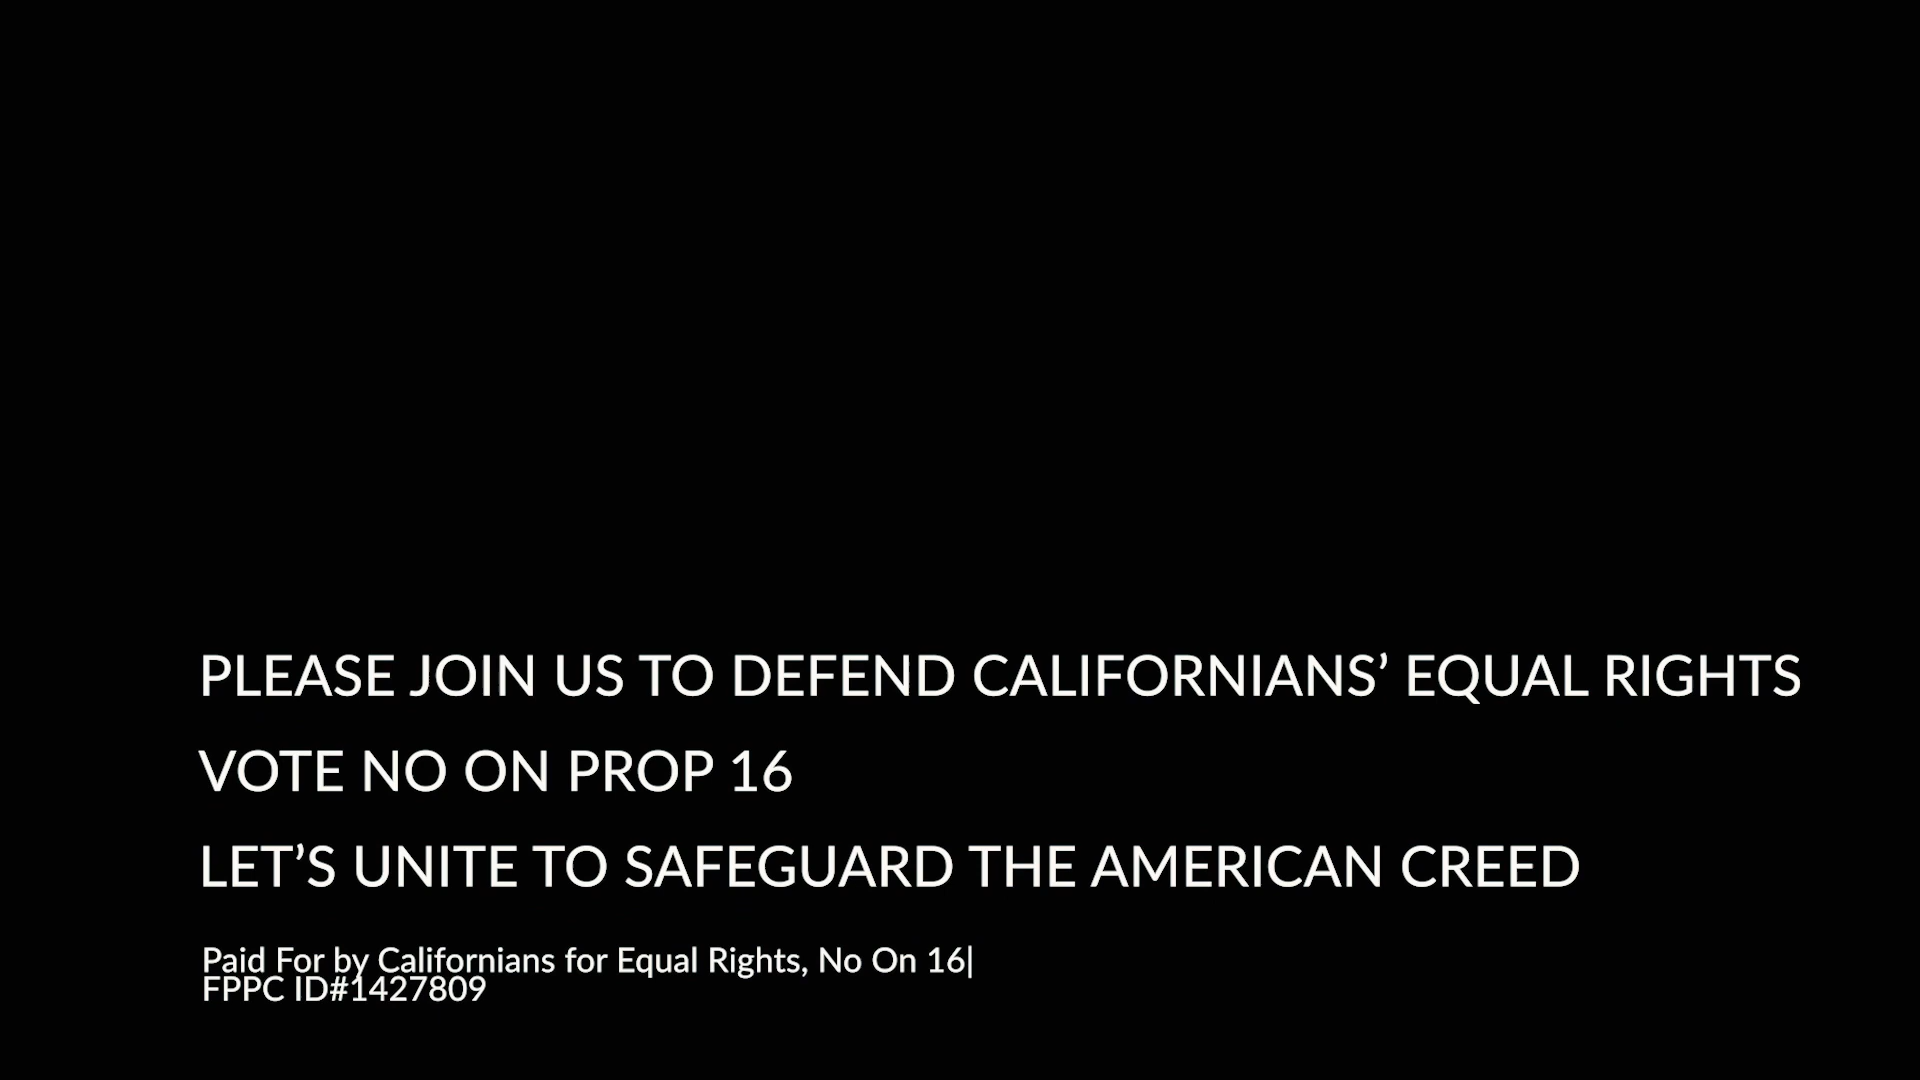 PLEASE JOIN US TO DEFEND CALIFORNIANS’ EQUAL RIGHTS
VOTE NO ON PROP 16
LET’S UNITE TO SAFEGUARD THE AMERICAN CREED
Paid For by Californians for Equal Rights, No On 16|
FPPC ID#1427809